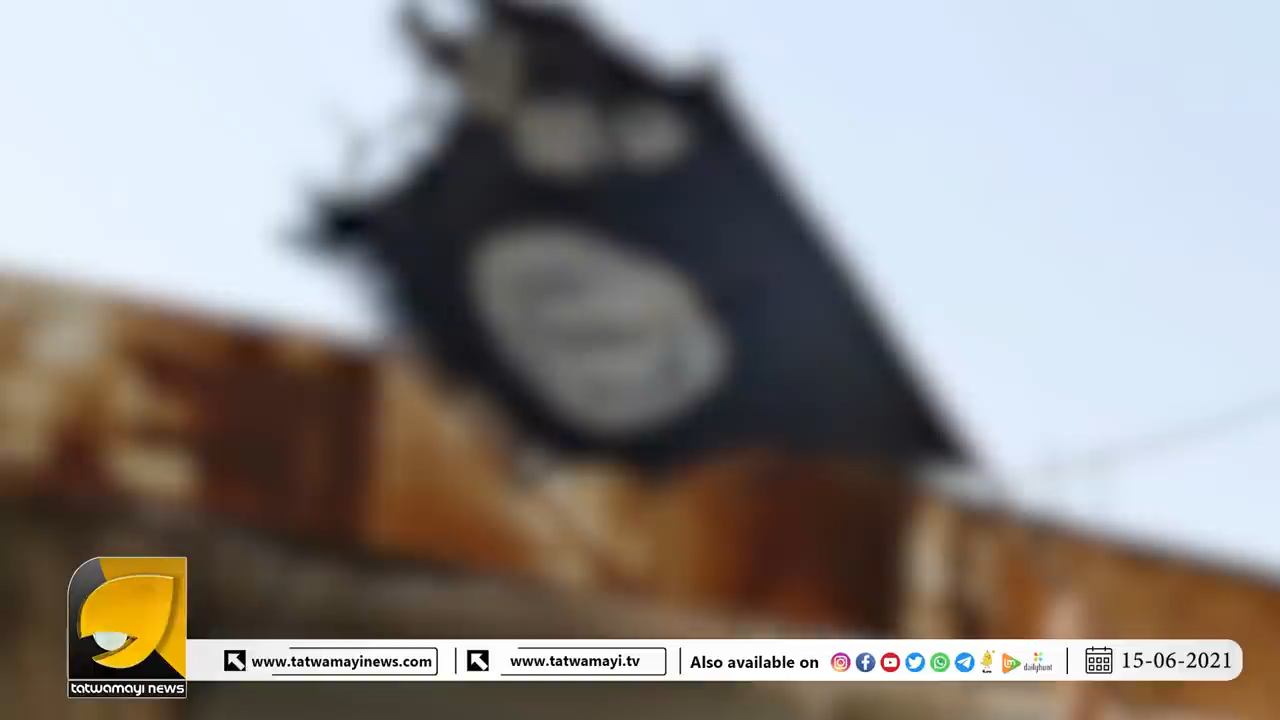 tatwamayi news
www.tatwamayinews.com
www.tatwamayi.tv
Also available on
dailyhunt
15-06-2021